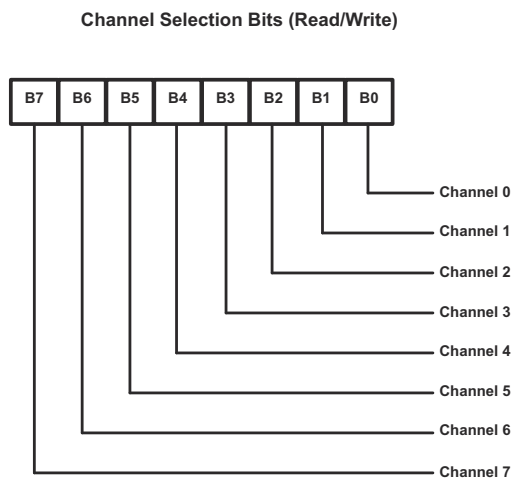 Channel Selection Bits (Read/Write)
B7 B6 B5 B4 B3 B2 B1 B0
Channel 0
Channel 1
Channel 2
Channel 3
Channel 4
Channel 5
Channel 6
Channel 7